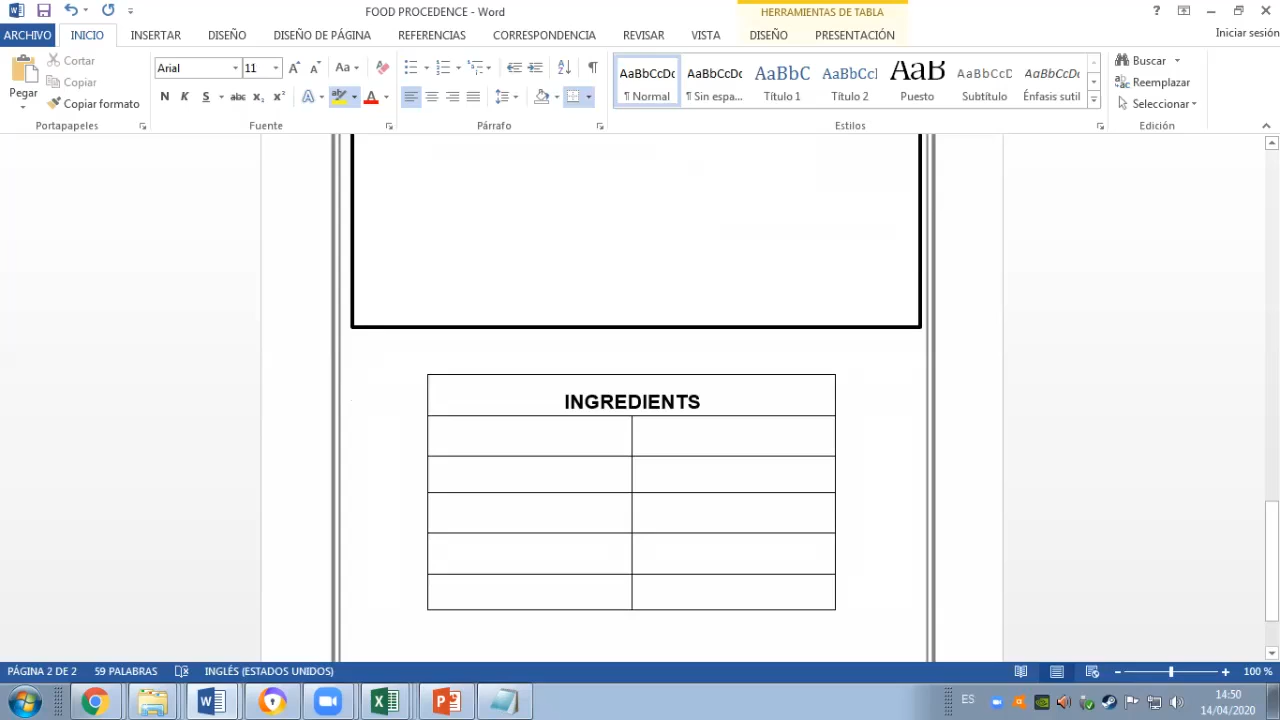 FOOD PROCEDENCE - Word
HERRAMIENTAS DE TABLA
?
ARCHIVO INICIO INSERTAR DISEÑO DISEÑO DE PÁGINA REFERENCIAS CORRESPONDENCIA REVISAR VISTA DISEÑO PRESENTACIÓN Iniciar sesión
Pegar
Cortar
Copiar
Copiar formato
Portapapeles
Arial 11
Aa
N K S abc x₂ x²
Fuente
Párrafo
AaBbCcDc AaBbCcDc AaBbC AaBbCcI AaB AaBbCcD AaBbCcDc
¶ Normal ¶ Sin espa... Título 1 Título 2 Puesto Subtítulo Énfasis sutil
Estilos
Buscar
Reemplazar
Seleccionar
Edición
INGREDIENTS
PÁGINA 2 DE 2 59 PALABRAS INGLÉS (ESTADOS UNIDOS) 100 %
ES
14:50
14/04/2020